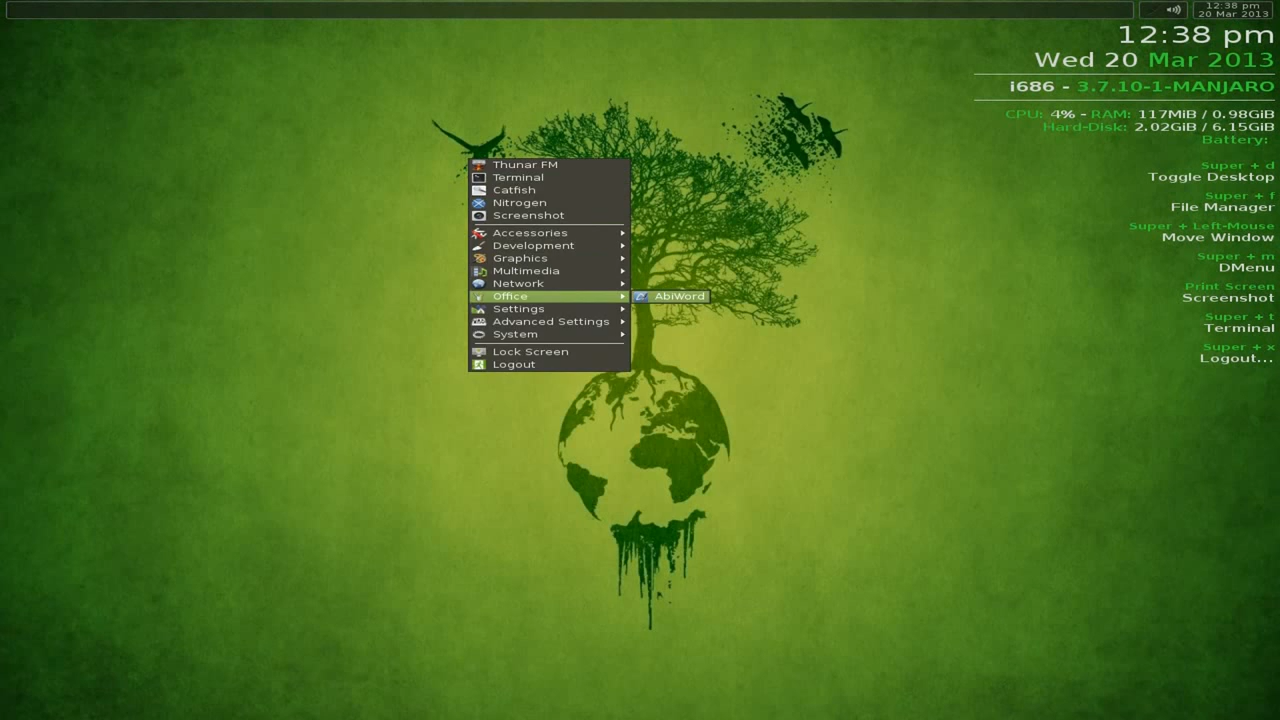 12:38 pm
20 Mar 2013
12:38 pm
Wed 20 Mar 2013
i686 - 3.7.10-1-MANJARO
CPU: 4% - RAM: 117MiB / 0.98GiB
Hard-Disk: 2.02GiB / 6.15GiB
Battery:
Super + d
Toggle Desktop
Super + f
File Manager
Super + Left-Mouse
Move Window
Super + m
DMenu
Print Screen
Screenshot
Super + t
Terminal
Super + x
Logout...
Thunar FM
Terminal
Catfish
Nitrogen
Screenshot
Accessories
Development
Graphics
Multimedia
Network
Office
AbiWord
Settings
Advanced Settings
System
Lock Screen
Logout